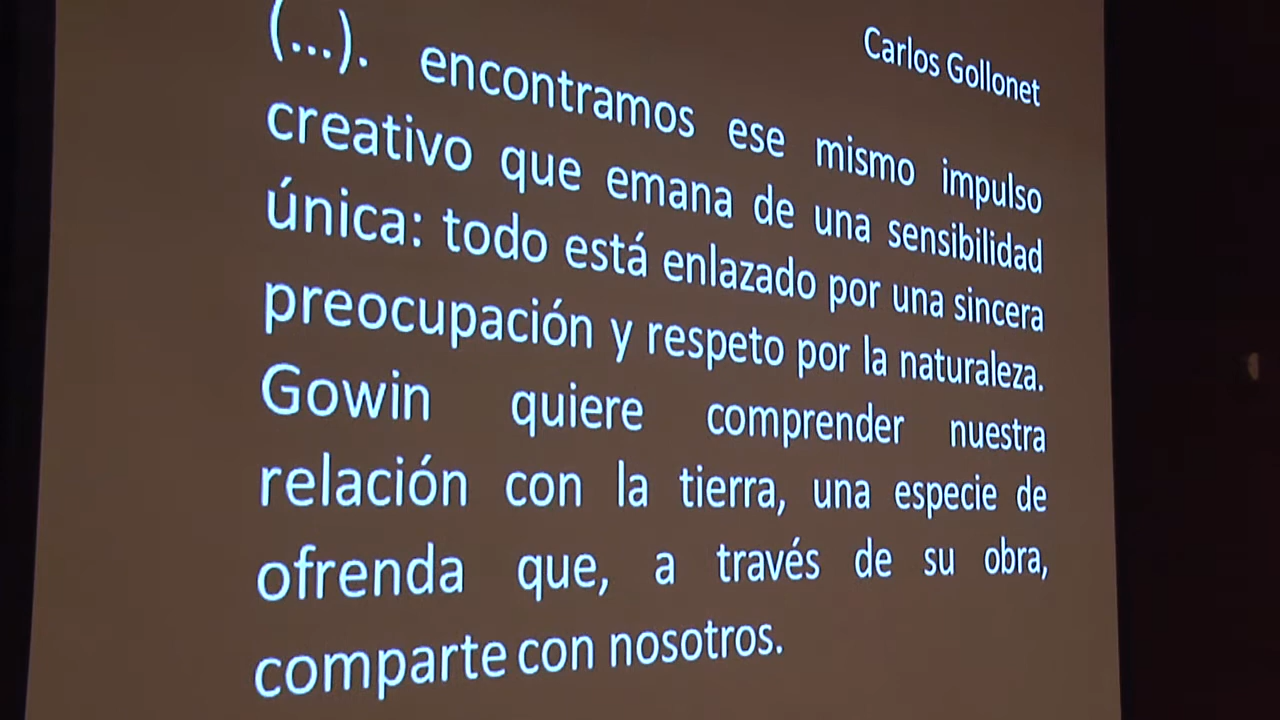 Carlos Gollonet
(...). encontramos ese mismo impulso
creativo que emana de una sensibilidad
única: todo está enlazado por una sincera
preocupación y respeto por la naturaleza.
Gowin quiere comprender nuestra
relación con la tierra, una especie de
ofrenda que, a través de su obra,
comparte con nosotros.